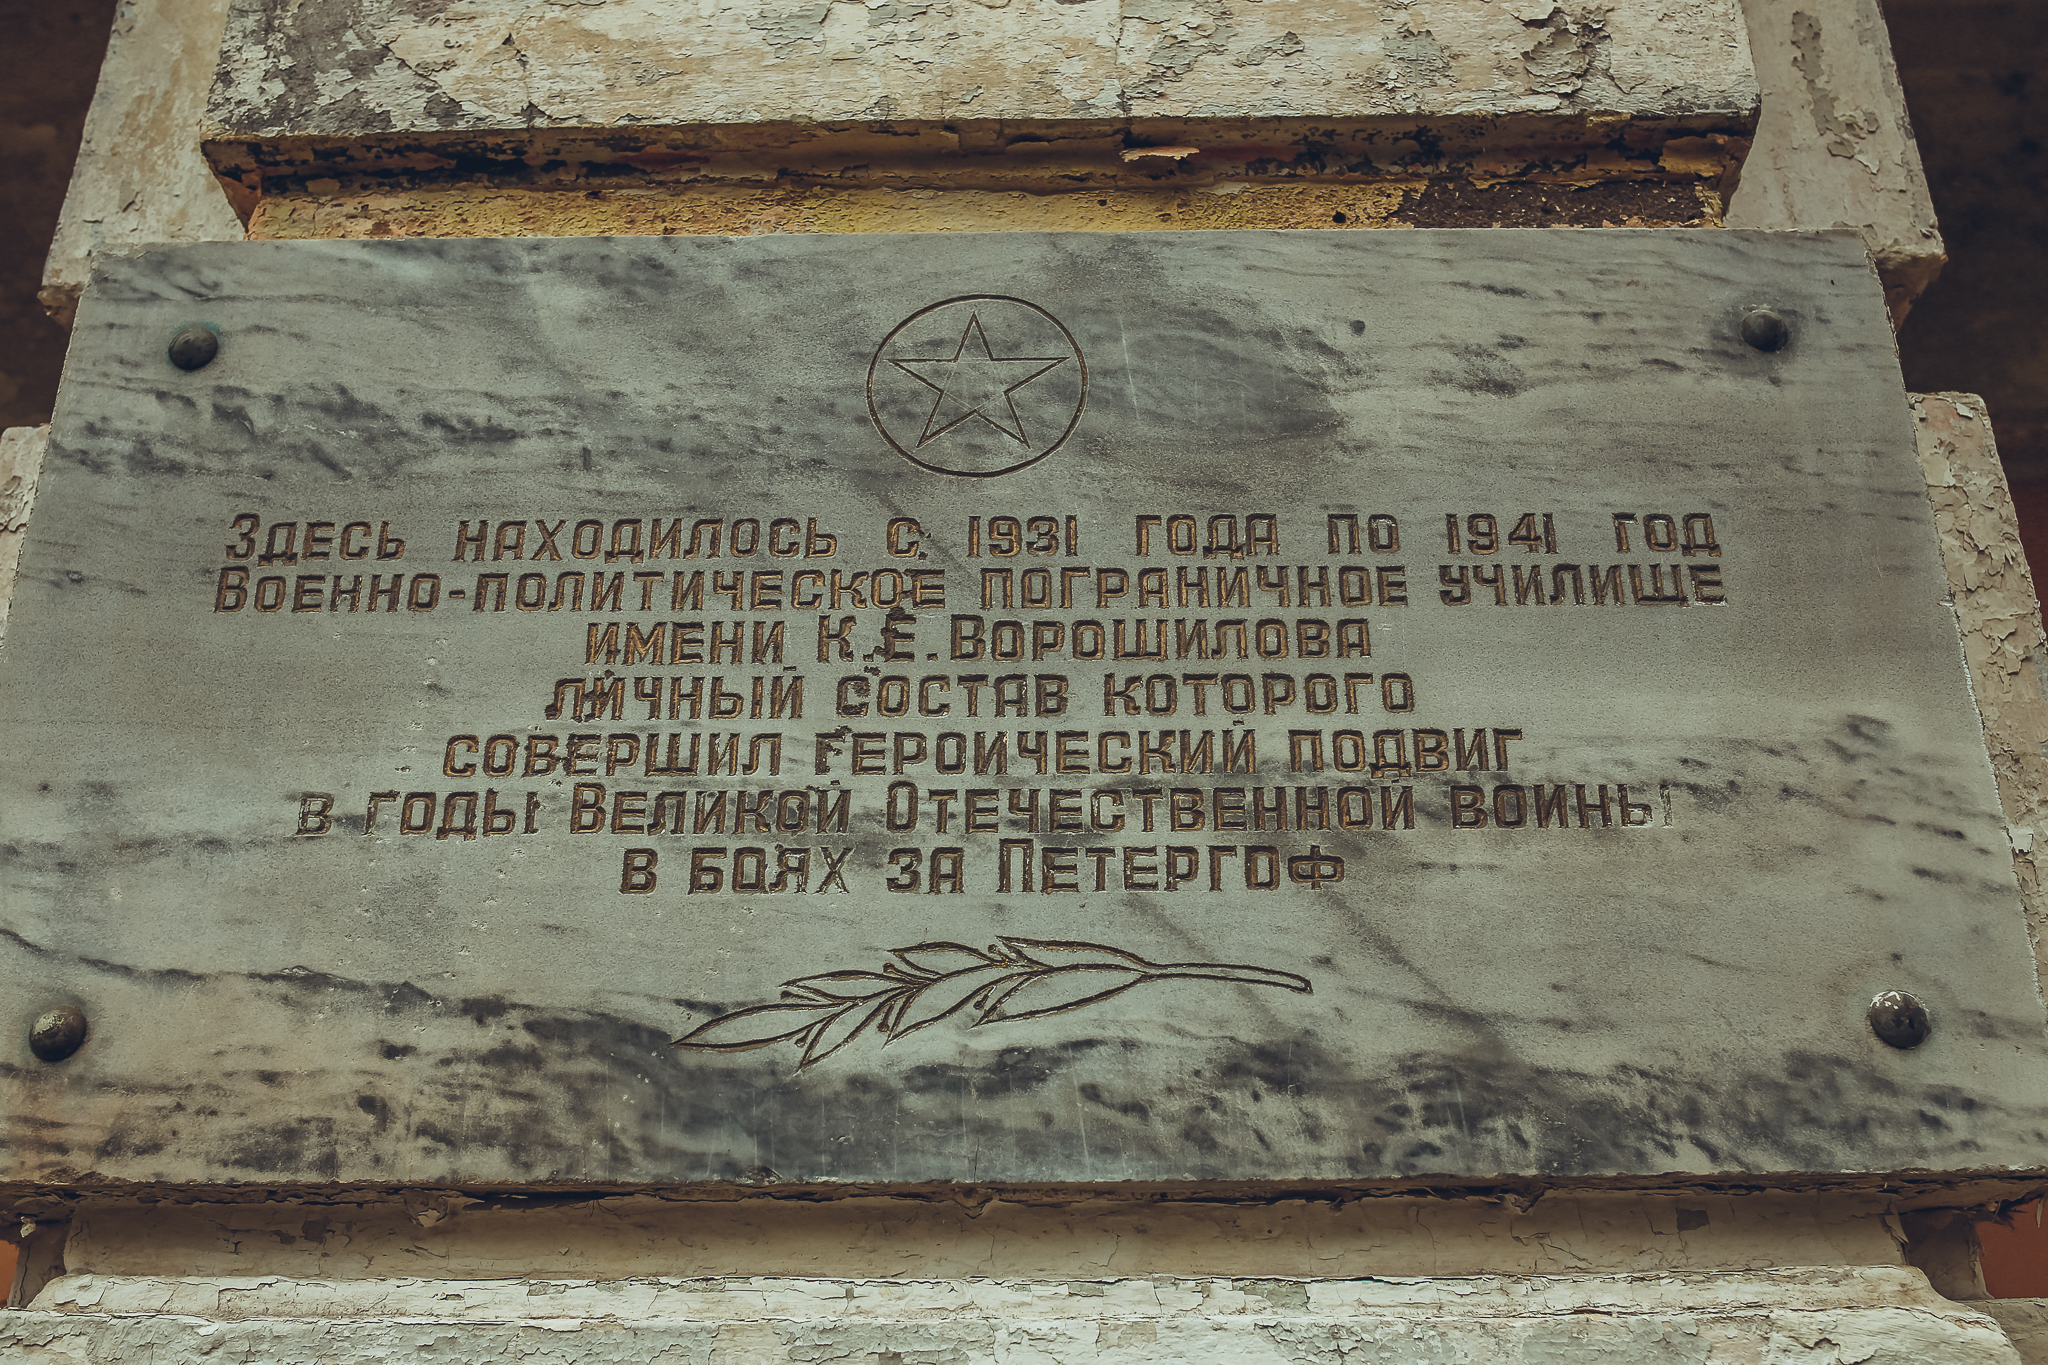 Здесь находилось с 1931 года по 1941 год
Военно-политическое пограничное училище
имени К.Е.Ворошилова
личный состав которого
совершил героический подвиг
в годы Великой Отечественной войны
в боях за Петергоф